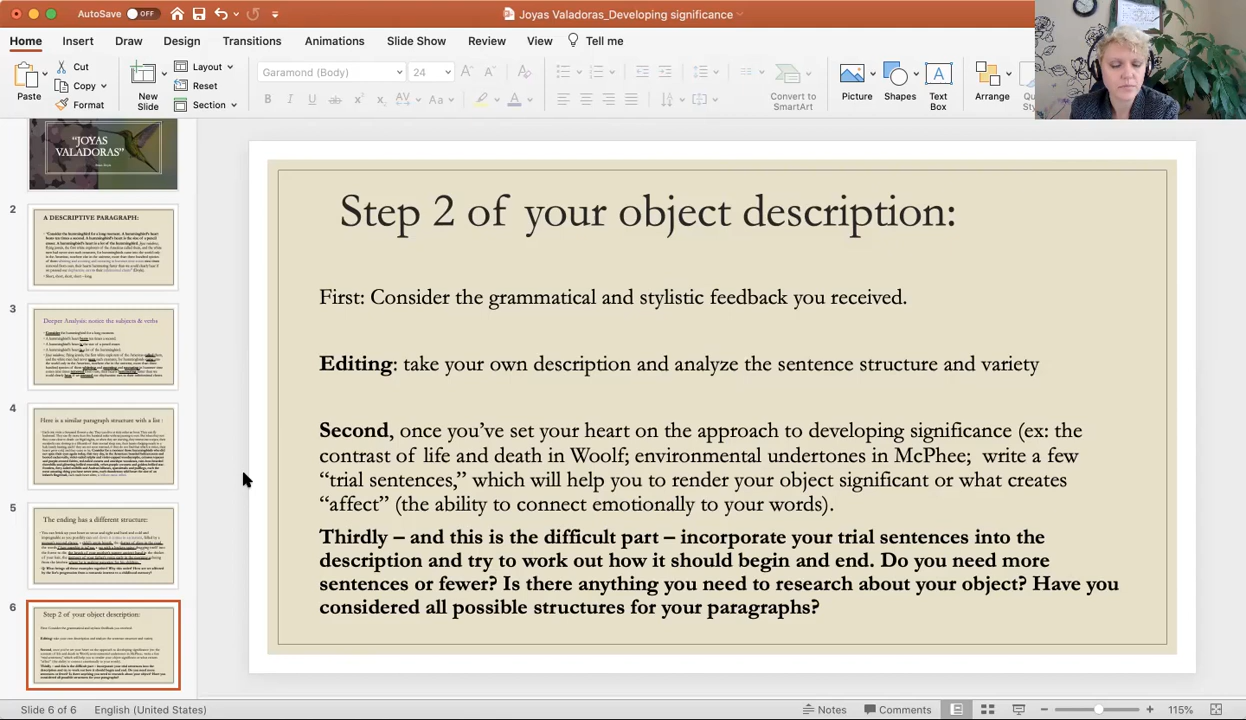 AutoSave OFF
Joyas Valadoras_Developing significance
Home Insert Draw Design Transitions Animations Slide Show Review View Tell me
Paste
Cut
Copy
Format
New Slide
Layout
Reset
Section
Garamond (Body) 24
Convert to SmartArt
Picture
Shapes
Text Box
Arrange
“JOYAS
VALADORAS”
2
A DESCRIPTIVE PARAGRAPH:
3
Deeper Analysis: notice the subjects & verbs
4
Here is a similar paragraph structure with a list :
5
The ending has a different structure:
6
Step 2 of your object description:
Step 2 of your object description:
First: Consider the grammatical and stylistic feedback you received.
Editing: take your own description and analyze the sentence structure and variety
Second, once you’ve set your heart on the approach to developing significance (ex: the
contrast of life and death in Woolf; environmental undertones in McPhee; write a few
“trial sentences,” which will help you to render your object significant or what creates
“affect” (the ability to connect emotionally to your words).
Thirdly – and this is the difficult part – incorporate your trial sentences into the
description and try to work out how it should begin and end. Do you need more
sentences or fewer? Is there anything you need to research about your object? Have you
considered all possible structures for your paragraphs?
Slide 6 of 6 English (United States)
Notes Comments 115%